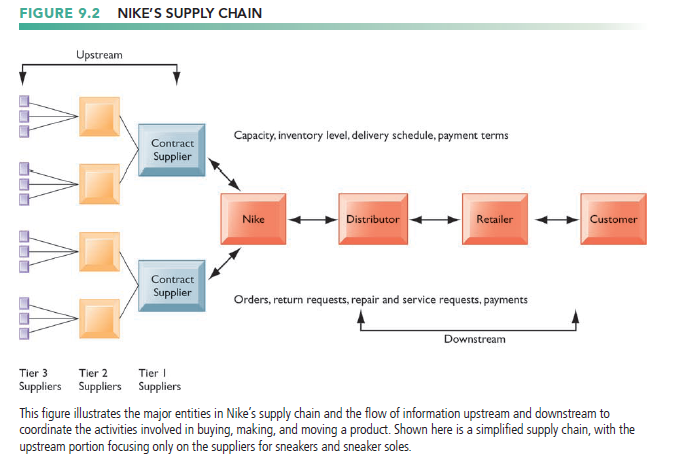 FIGURE 9.2 NIKE'S SUPPLY CHAIN
Upstream
Capacity, inventory level, delivery schedule, payment terms
Contract
Supplier
Nike
Distributor
Retailer
Customer
Contract
Supplier
Orders, return requests, repair and service requests, payments
Downstream
Tier 3
Suppliers
Tier 2
Suppliers
Tier I
Suppliers
This figure illustrates the major entities in Nike's supply chain and the flow of information upstream and downstream to
coordinate the activities involved in buying, making, and moving a product. Shown here is a simplified supply chain, with the
upstream portion focusing only on the suppliers for sneakers and sneaker soles.